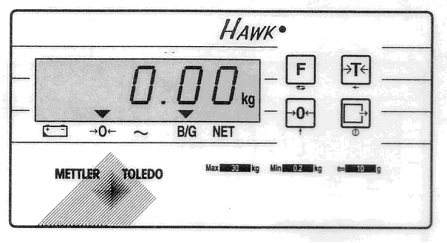 HAWK
0.00 kg
F →T←
→0← ~ B/G NET
→0←
METTLER TOLEDO
Max 30 kg Min 0.2 kg 10 g